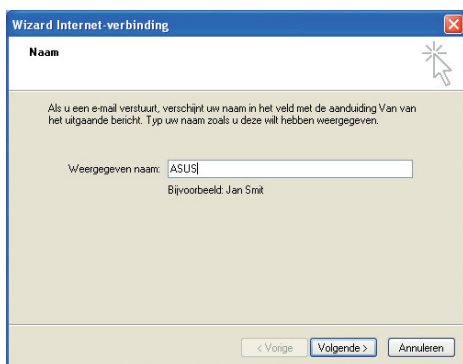 Wizard Internet-verbinding
Naam
Als u een e-mail verstuurt, verschijnt uw naam in het veld met de aanduiding Van van
het uitgaande bericht. Typ uw naam zoals u deze wilt hebben weergegeven.
Weergegeven naam: ASUS
Bijvoorbeeld: Jan Smit
< Vorige Volgende > Annuleren